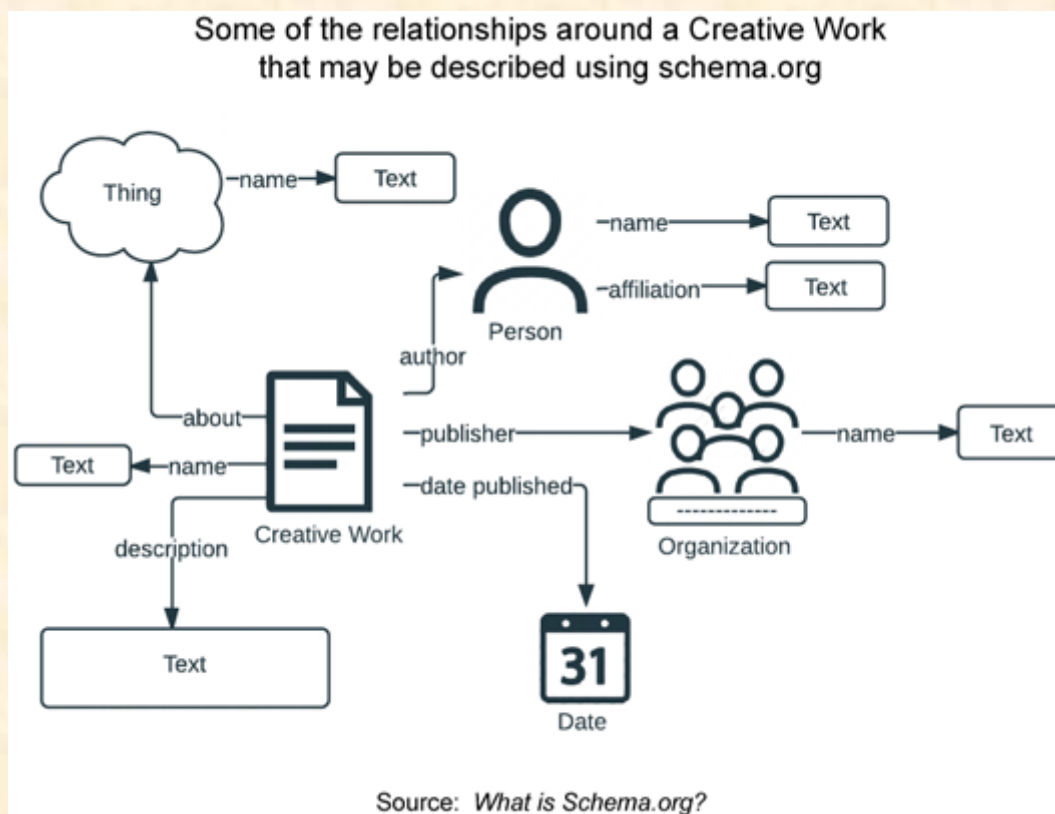 Some of the relationships around a Creative Work
that may be described using schema.org
Thing
name
Text
Person
name
Text
affiliation
Text
author
about
publisher
name
Text
Text
name
date published
Creative Work
description
-------------
Organization
Text
31
Date
Source: What is Schema.org?